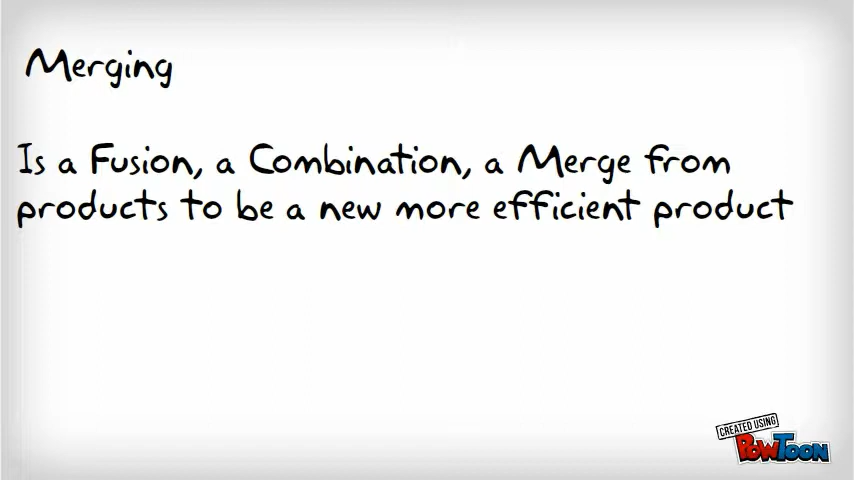 Merging
Is a Fusion, a Combination, a Merge from
products to be a new more efficient product
CREATED USING
PowToon